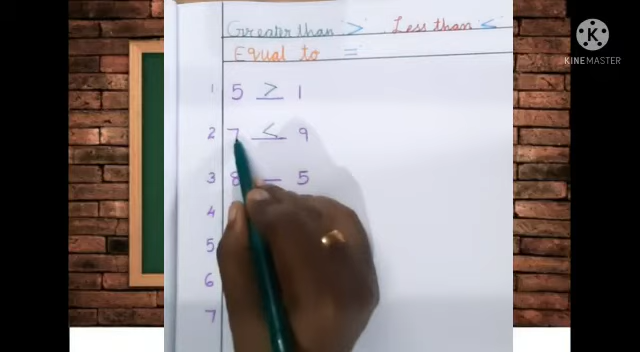 Greater than > . Less than <
Equal to =
1 5 > 1
2 7 < 9
3 8 _ 5
4
5
6
7
KINEMASTER